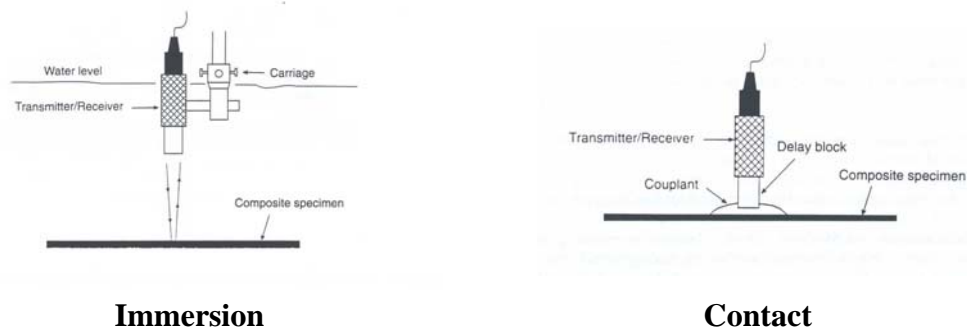 Water level
Carriage
Transmitter/Receiver
Composite specimen
Immersion
Transmitter/Receiver
Delay block
Couplant
Composite specimen
Contact